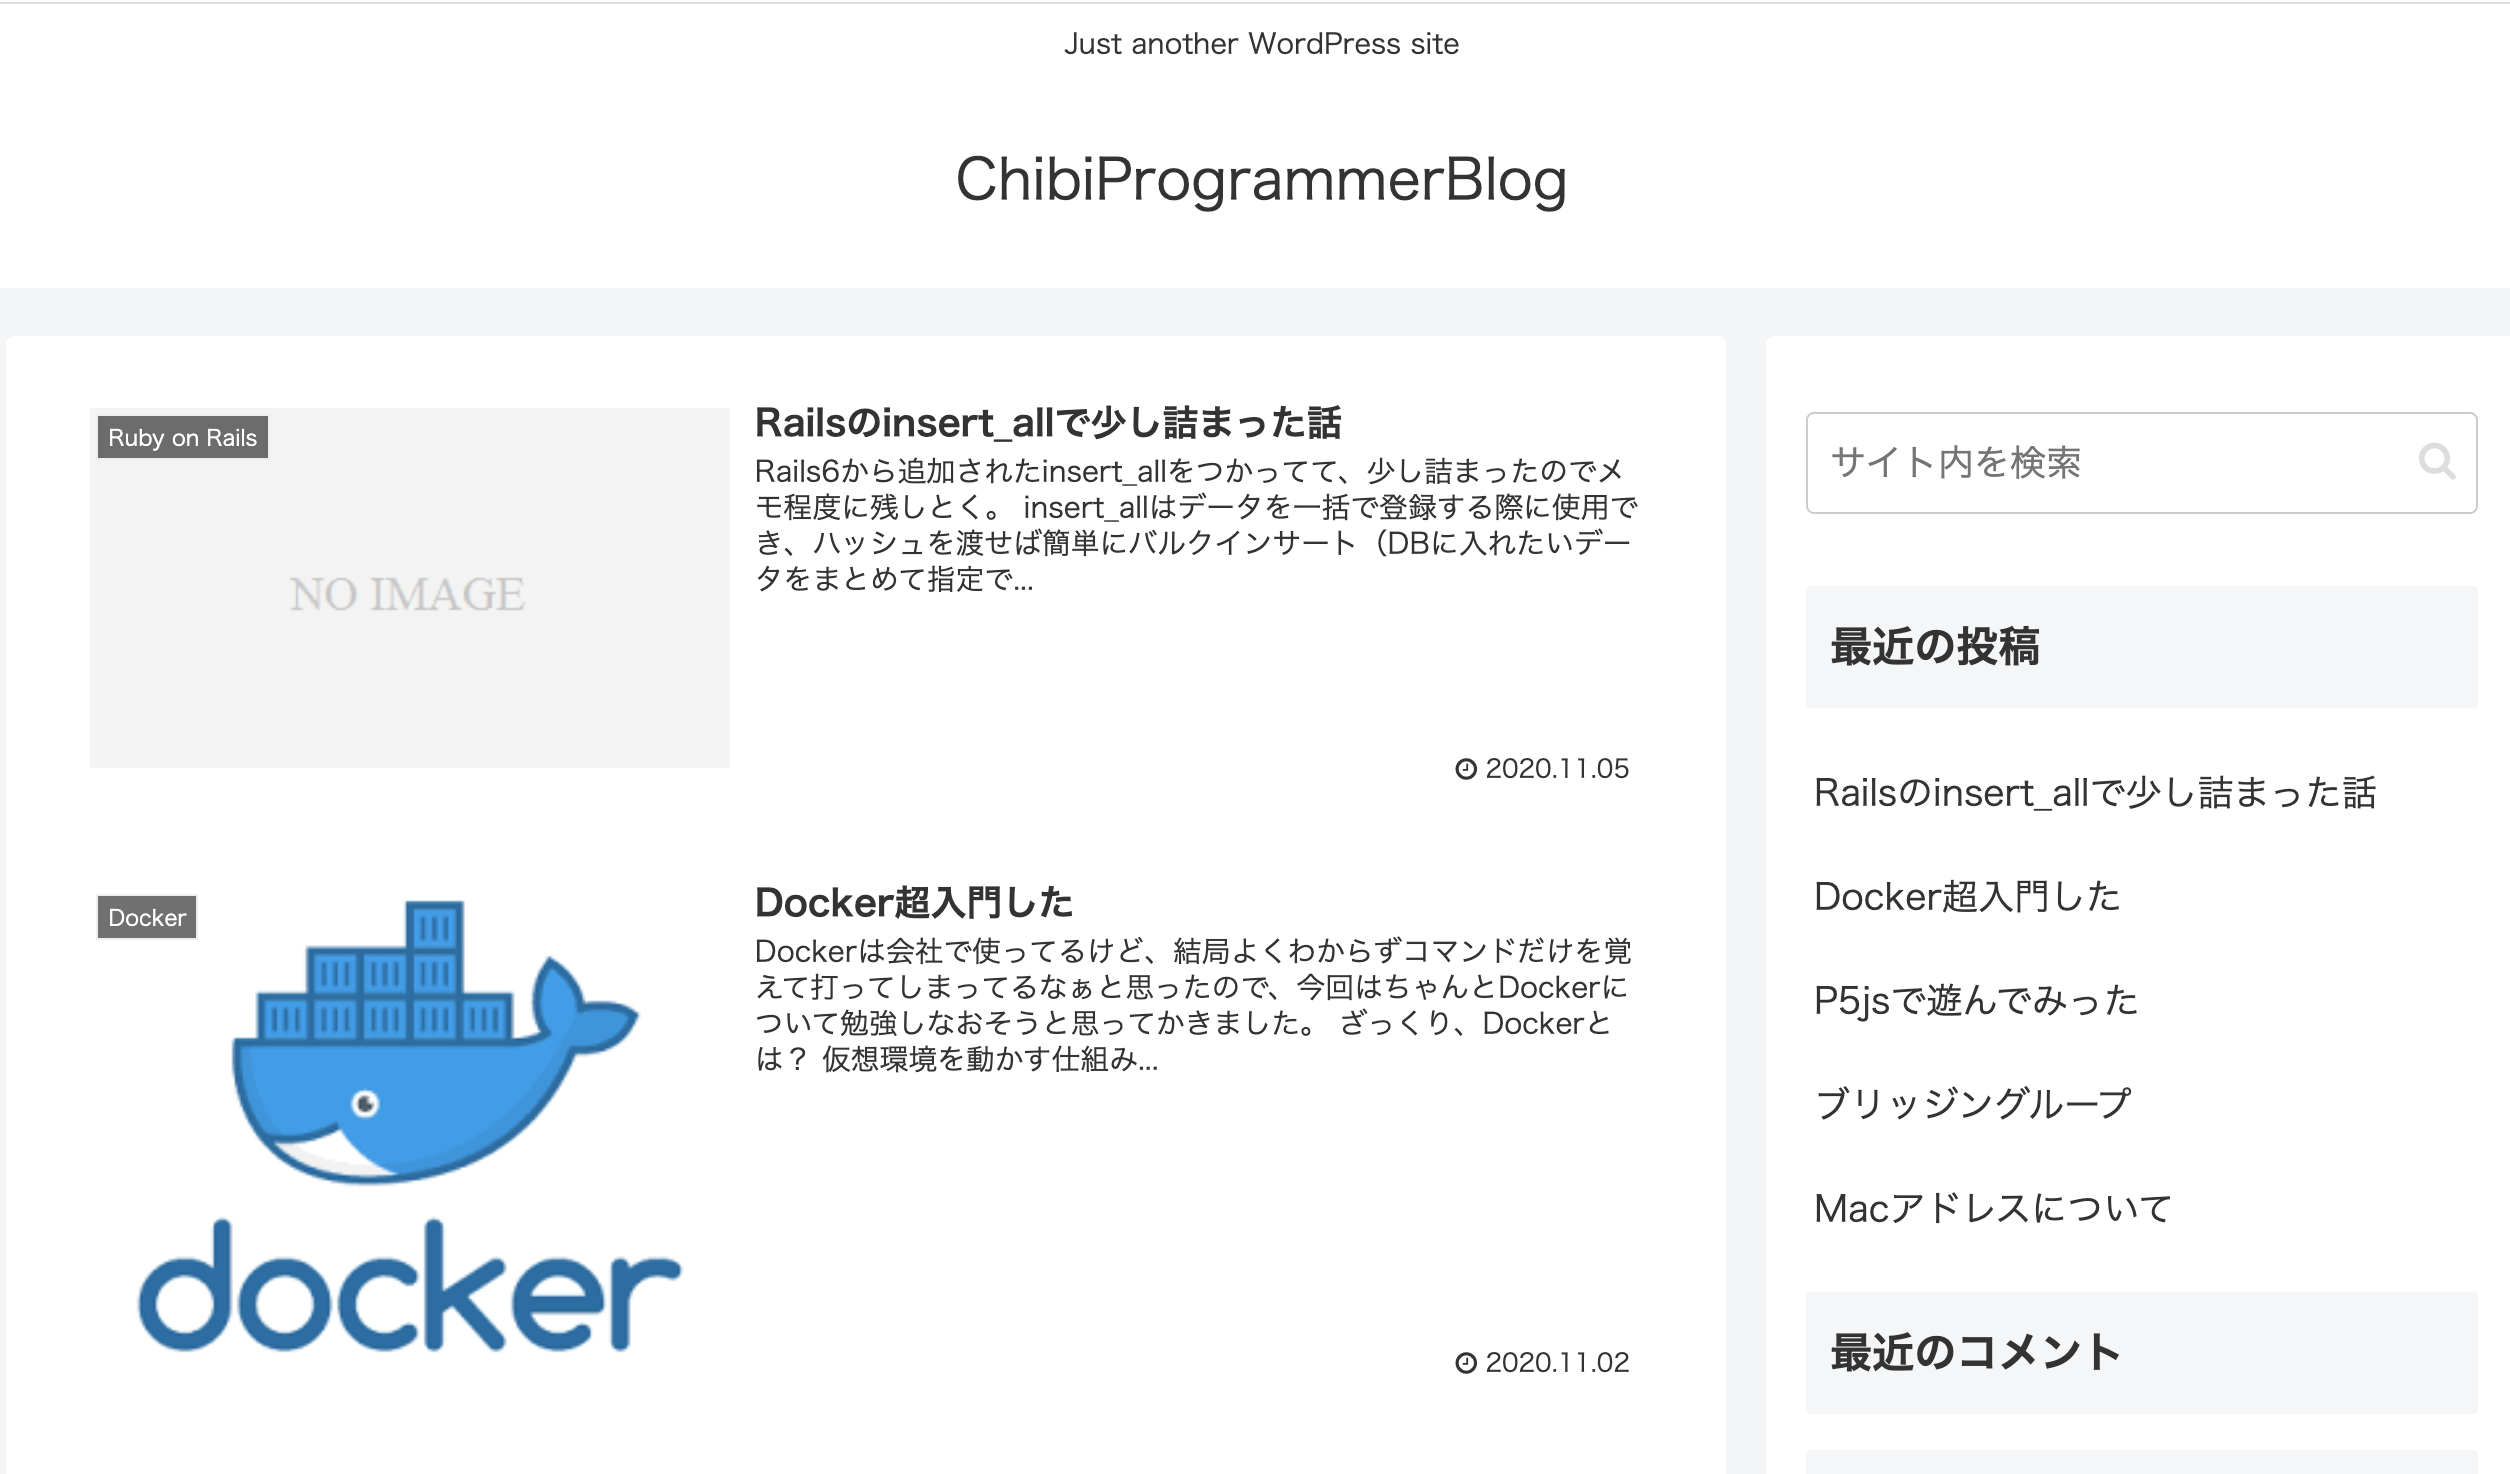 Just another WordPress site
ChibiProgrammerBlog
Ruby on Rails
NO IMAGE
Railsのinsert_allで少し詰まった話
Rails6から追加されたinsert_allをつかってて、少し詰まったのでメ
モ程度に残しとく。 insert_allはデータを一括で登録する際に使用で
き、ハッシュを渡せば簡単にバルクインサート（DBに入れたいデー
タをまとめて指定で...
2020.11.05
Docker
docker
Docker超入門した
Dockerは会社で使ってるけど、結局よくわからずコマンドだけを覚
えて打ってしまってるなぁと思ったので、今回はちゃんとDockerに
ついて勉強しなおそうと思ってかきました。 ざっくり、Dockerと
は？ 仮想環境を動かす仕組み...
2020.11.02
サイト内を検索
最近の投稿
Railsのinsert_allで少し詰まった話
Docker超入門した
P5jsで遊んでみった
ブリッジングループ
Macアドレスについて
最近のコメント